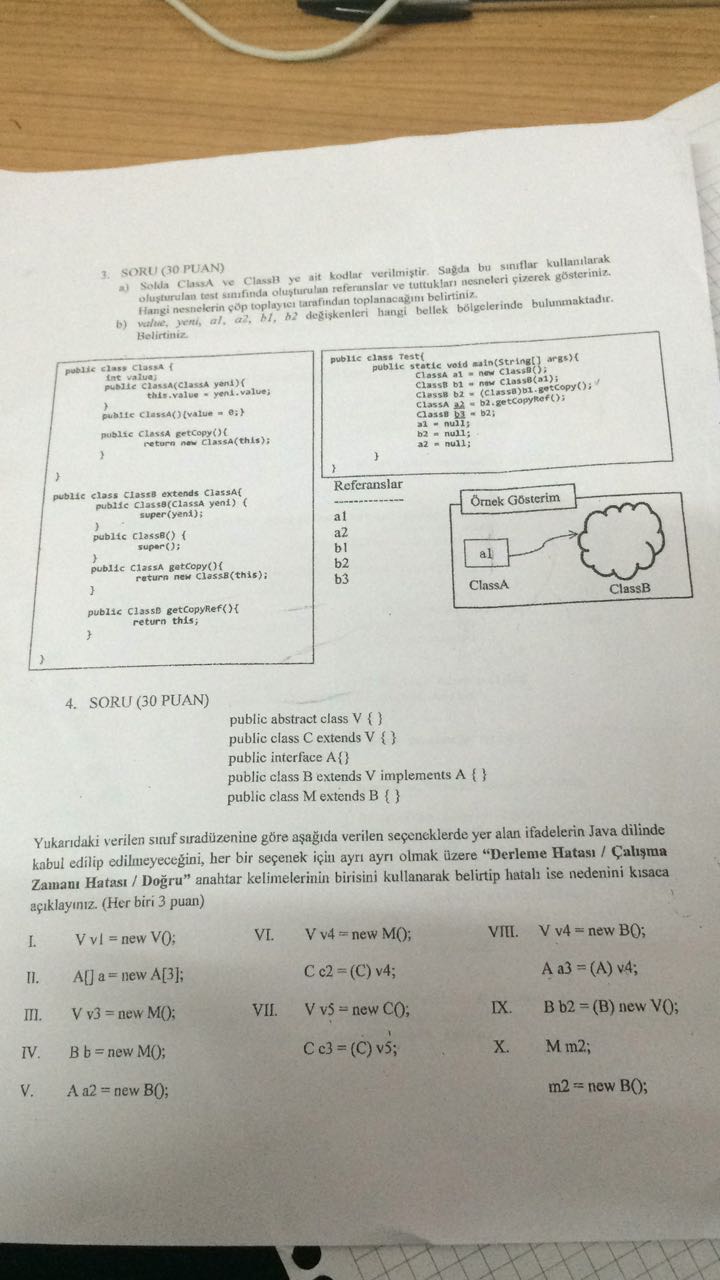 3. SORU (30 PUAN)
a) Solda ClassA ve ClassB ye ait kodlar verilmiştir. Sağda bu sınıflar kullanılarak
oluşturulan test sınıfında oluşturulan referanslar ve tuttukları nesneleri çizerek gösteriniz.
Hangi nesnelerin çöp toplayıcı tarafından toplanacağını belirtiniz.
b) value, yeni, a1, a2, b1, b2 değişkenleri hangi bellek bölgelerinde bulunmaktadır.
Belirtiniz.
public class ClassA {
int value;
public ClassA(ClassA yeni){
this.value = yeni.value;
}
public ClassA(){value = 0;}
public ClassA getCopy(){
return new ClassA(this);
}
}
public class ClassB extends ClassA{
public ClassB(ClassA yeni) {
super(yeni);
}
public ClassB() {
super();
}
public ClassA getCopy(){
return new ClassB(this);
}
public ClassB getCopyRef(){
return this;
}
}
public class Test{
public static void main(String[] args){
ClassA a1 = new ClassB();
ClassB b1 = new ClassB(a1);
ClassB b2 = (ClassB)b1.getCopy();
ClassA a2 = b2.getCopyRef();
ClassB b3 = b2;
a1 = null;
b2 = null;
a2 = null;
}
}
Referanslar
---------------
a1
a2
b1
b2
b3
Örnek Gösterim
a1
ClassA
ClassB
4. SORU (30 PUAN)
public abstract class V { }
public class C extends V { }
public interface A{}
public class B extends V implements A { }
public class M extends B { }
Yukarıdaki verilen sınıf sıradüzenine göre aşağıda verilen seçeneklerde yer alan ifadelerin Java dilinde
kabul edilip edilmeyeceğini, her bir seçenek için ayrı ayrı olmak üzere “Derleme Hatası / Çalışma
Zamanı Hatası / Doğru” anahtar kelimelerinin birisini kullanarak belirtip hatalı ise nedenini kısaca
açıklayınız. (Her biri 3 puan)
I. V v1 = new V();
II. A[] a = new A[3];
III. V v3 = new M();
IV. B b = new M();
V. A a2 = new B();
VI. V v4 = new M();
C c2 = (C) v4;
VII. V v5 = new C();
C c3 = (C) v5;
VIII. V v4 = new B();
A a3 = (A) v4;
IX. B b2 = (B) new V();
X. M m2;
m2 = new B();